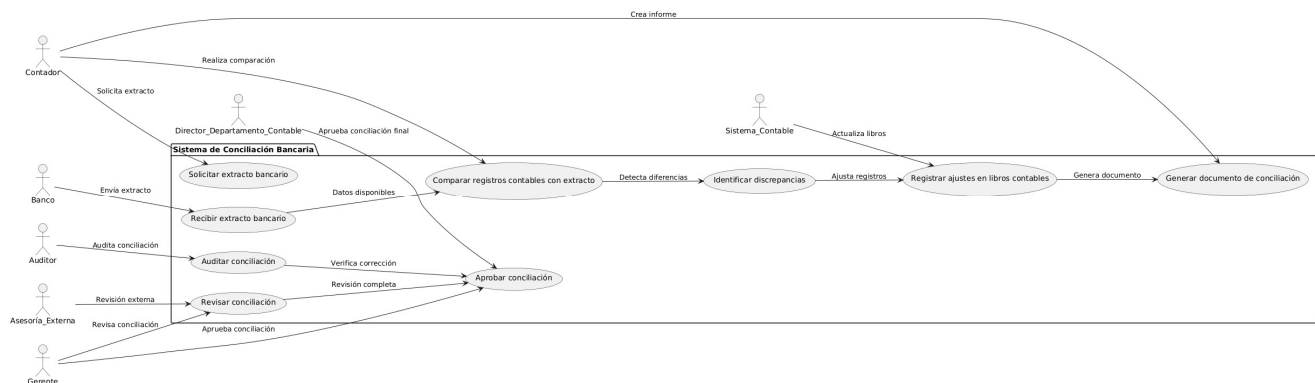 Crea informe
Contador
Realiza comparación
Solicita extracto
Director_Departamento_Contable
Aprueba conciliación final
Sistema_Contable
Actualiza libros
Sistema de Conciliación Bancaria
Solicitar extracto bancario
Comparar registros contables con extracto
Detecta diferencias
Identificar discrepancias
Ajusta registros
Registrar ajustes en libros contables
Genera documento
Generar documento de conciliación
Banco
Envía extracto
Datos disponibles
Recibir extracto bancario
Auditor
Audita conciliación
Auditar conciliación
Verifica corrección
Aprobar conciliación
Asesoría_Externa
Revisión externa
Revisar conciliación
Revisión completa
Revisa conciliación
Aprueba conciliación
Gerente